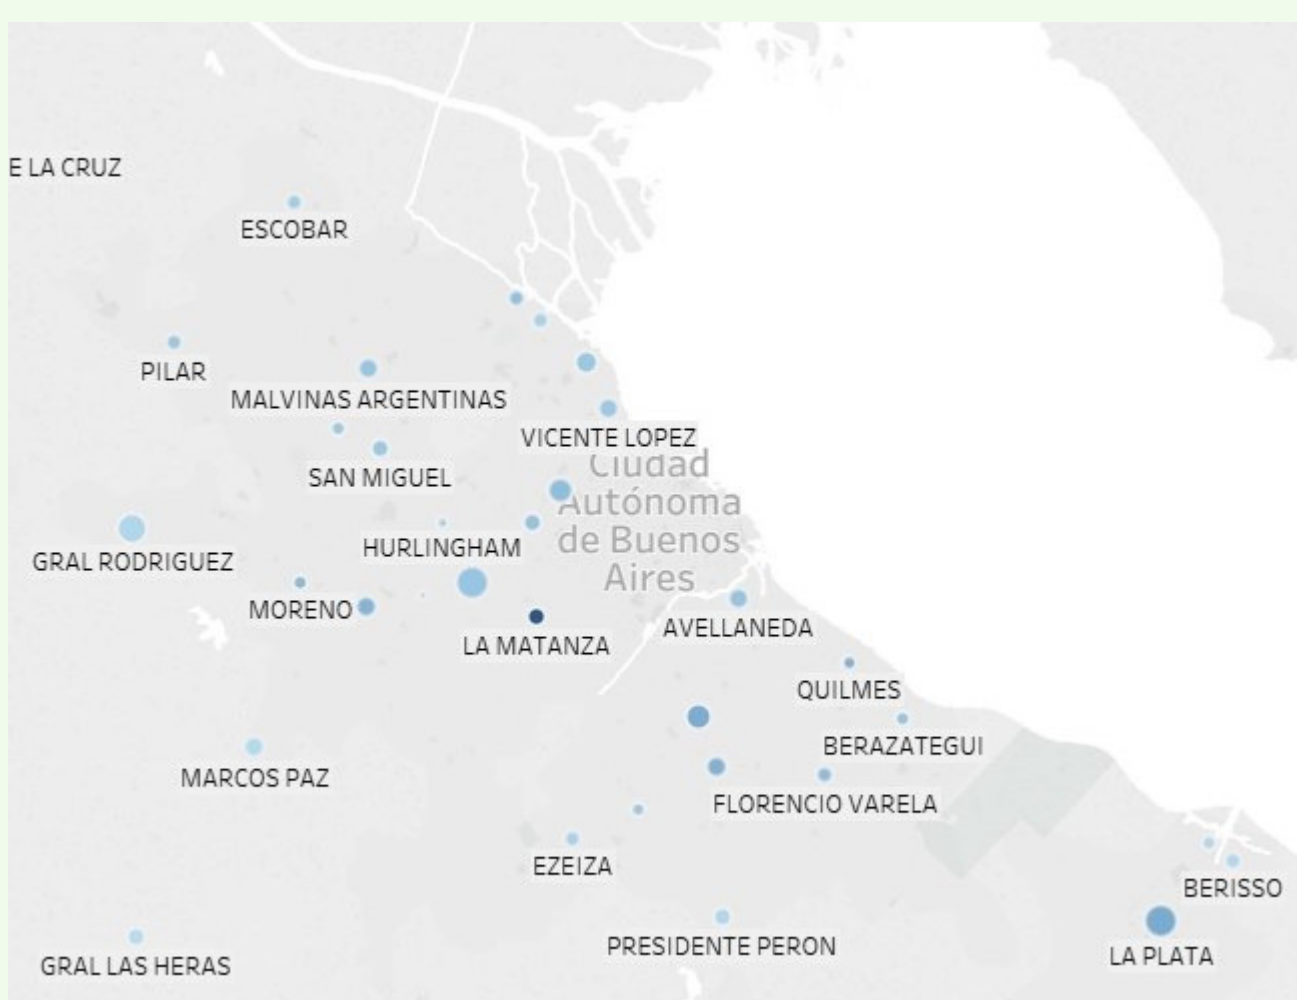 E LA CRUZ
ESCOBAR
PILAR
MALVINAS ARGENTINAS
VICENTE LOPEZ
Ciudad
Autónoma
de Buenos
Aires
SAN MIGUEL
HURLINGHAM
GRAL RODRIGUEZ
MORENO
LA MATANZA
AVELLANEDA
QUILMES
BERAZATEGUI
MARCOS PAZ
FLORENCIO VARELA
EZEIZA
BERISSO
PRESIDENTE PERON
LA PLATA
GRAL LAS HERAS